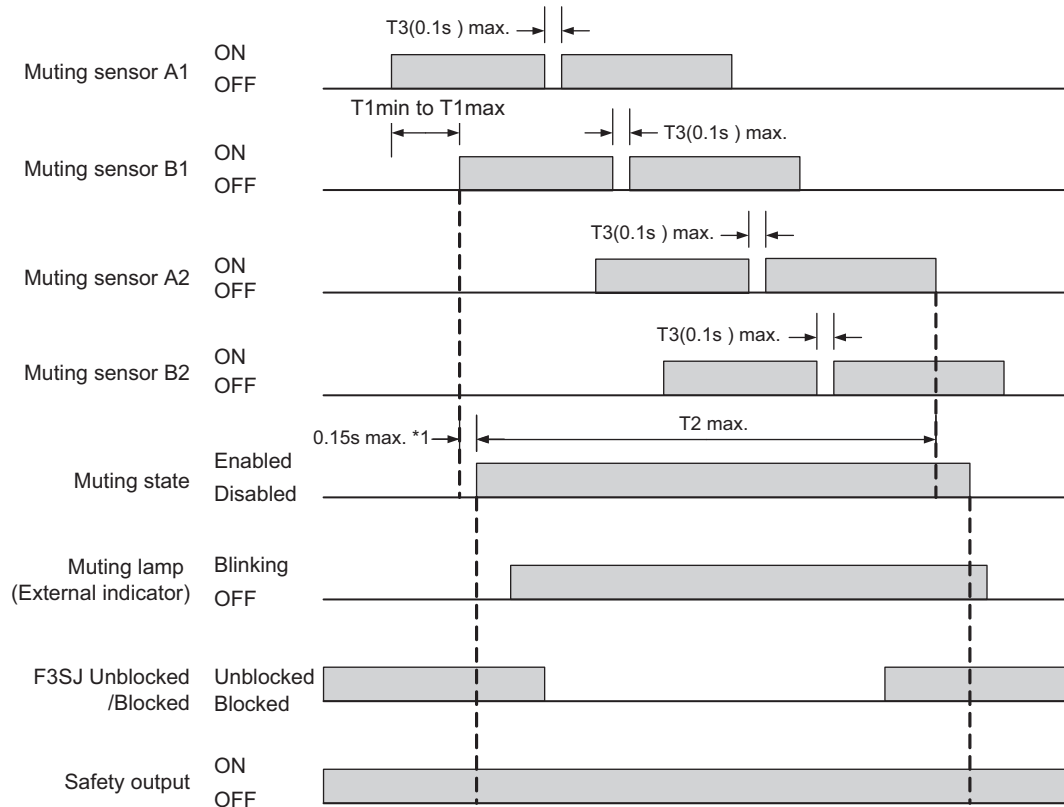 T3(0.1s ) max.
Muting sensor A1
ON
OFF
T1min to T1max
T3(0.1s ) max.
Muting sensor B1
ON
OFF
T3(0.1s ) max.
Muting sensor A2
ON
OFF
T3(0.1s ) max.
Muting sensor B2
ON
OFF
0.15s max. *1
T2 max.
Muting state
Enabled
Disabled
Muting lamp
(External indicator)
Blinking
OFF
F3SJ Unblocked
/Blocked
Unblocked
Blocked
Safety output
ON
OFF